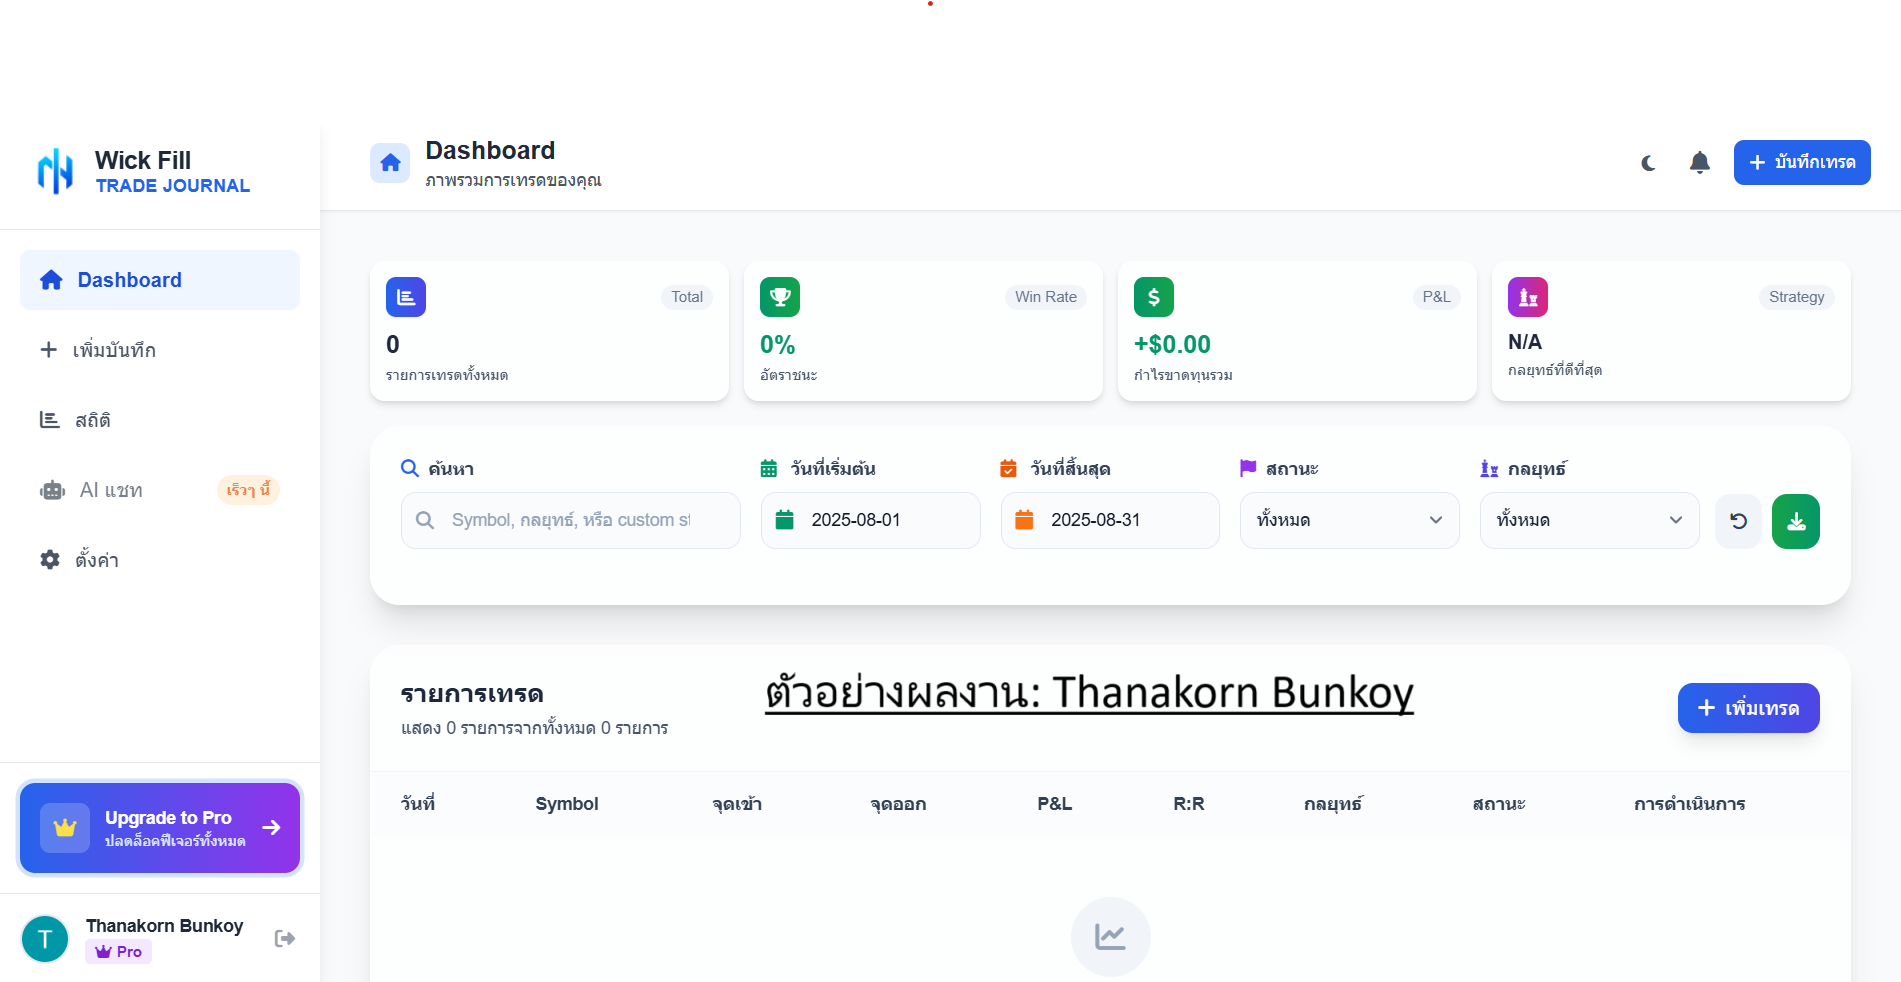 Wick Fill
TRADE JOURNAL
Dashboard
เพิ่มบันทึก
สถิติ
AI แชท
เร็วๆ นี้
ตั้งค่า
Upgrade to Pro
ปลดล็อคฟีเจอร์ทั้งหมด
T
Thanakorn Bunkoy
Pro
Dashboard
ภาพรวมการเทรดของคุณ
บันทึกเทรด
Total
0
รายการเทรดทั้งหมด
Win Rate
0%
อัตราชนะ
P&L
+$0.00
กำไรขาดทุนรวม
Strategy
N/A
กลยุทธ์ที่ดีที่สุด
ค้นหา
Symbol, กลยุทธ์, หรือ custom st
วันที่เริ่มต้น
2025-08-01
วันที่สิ้นสุด
2025-08-31
สถานะ
ทั้งหมด
กลยุทธ์
ทั้งหมด
รายการเทรด
แสดง 0 รายการจากทั้งหมด 0 รายการ
ตัวอย่างผลงาน: Thanakorn Bunkoy
เพิ่มเทรด
วันที่ Symbol จุดเข้า จุดออก P&L R:R กลยุทธ์ สถานะ การดำเนินการ